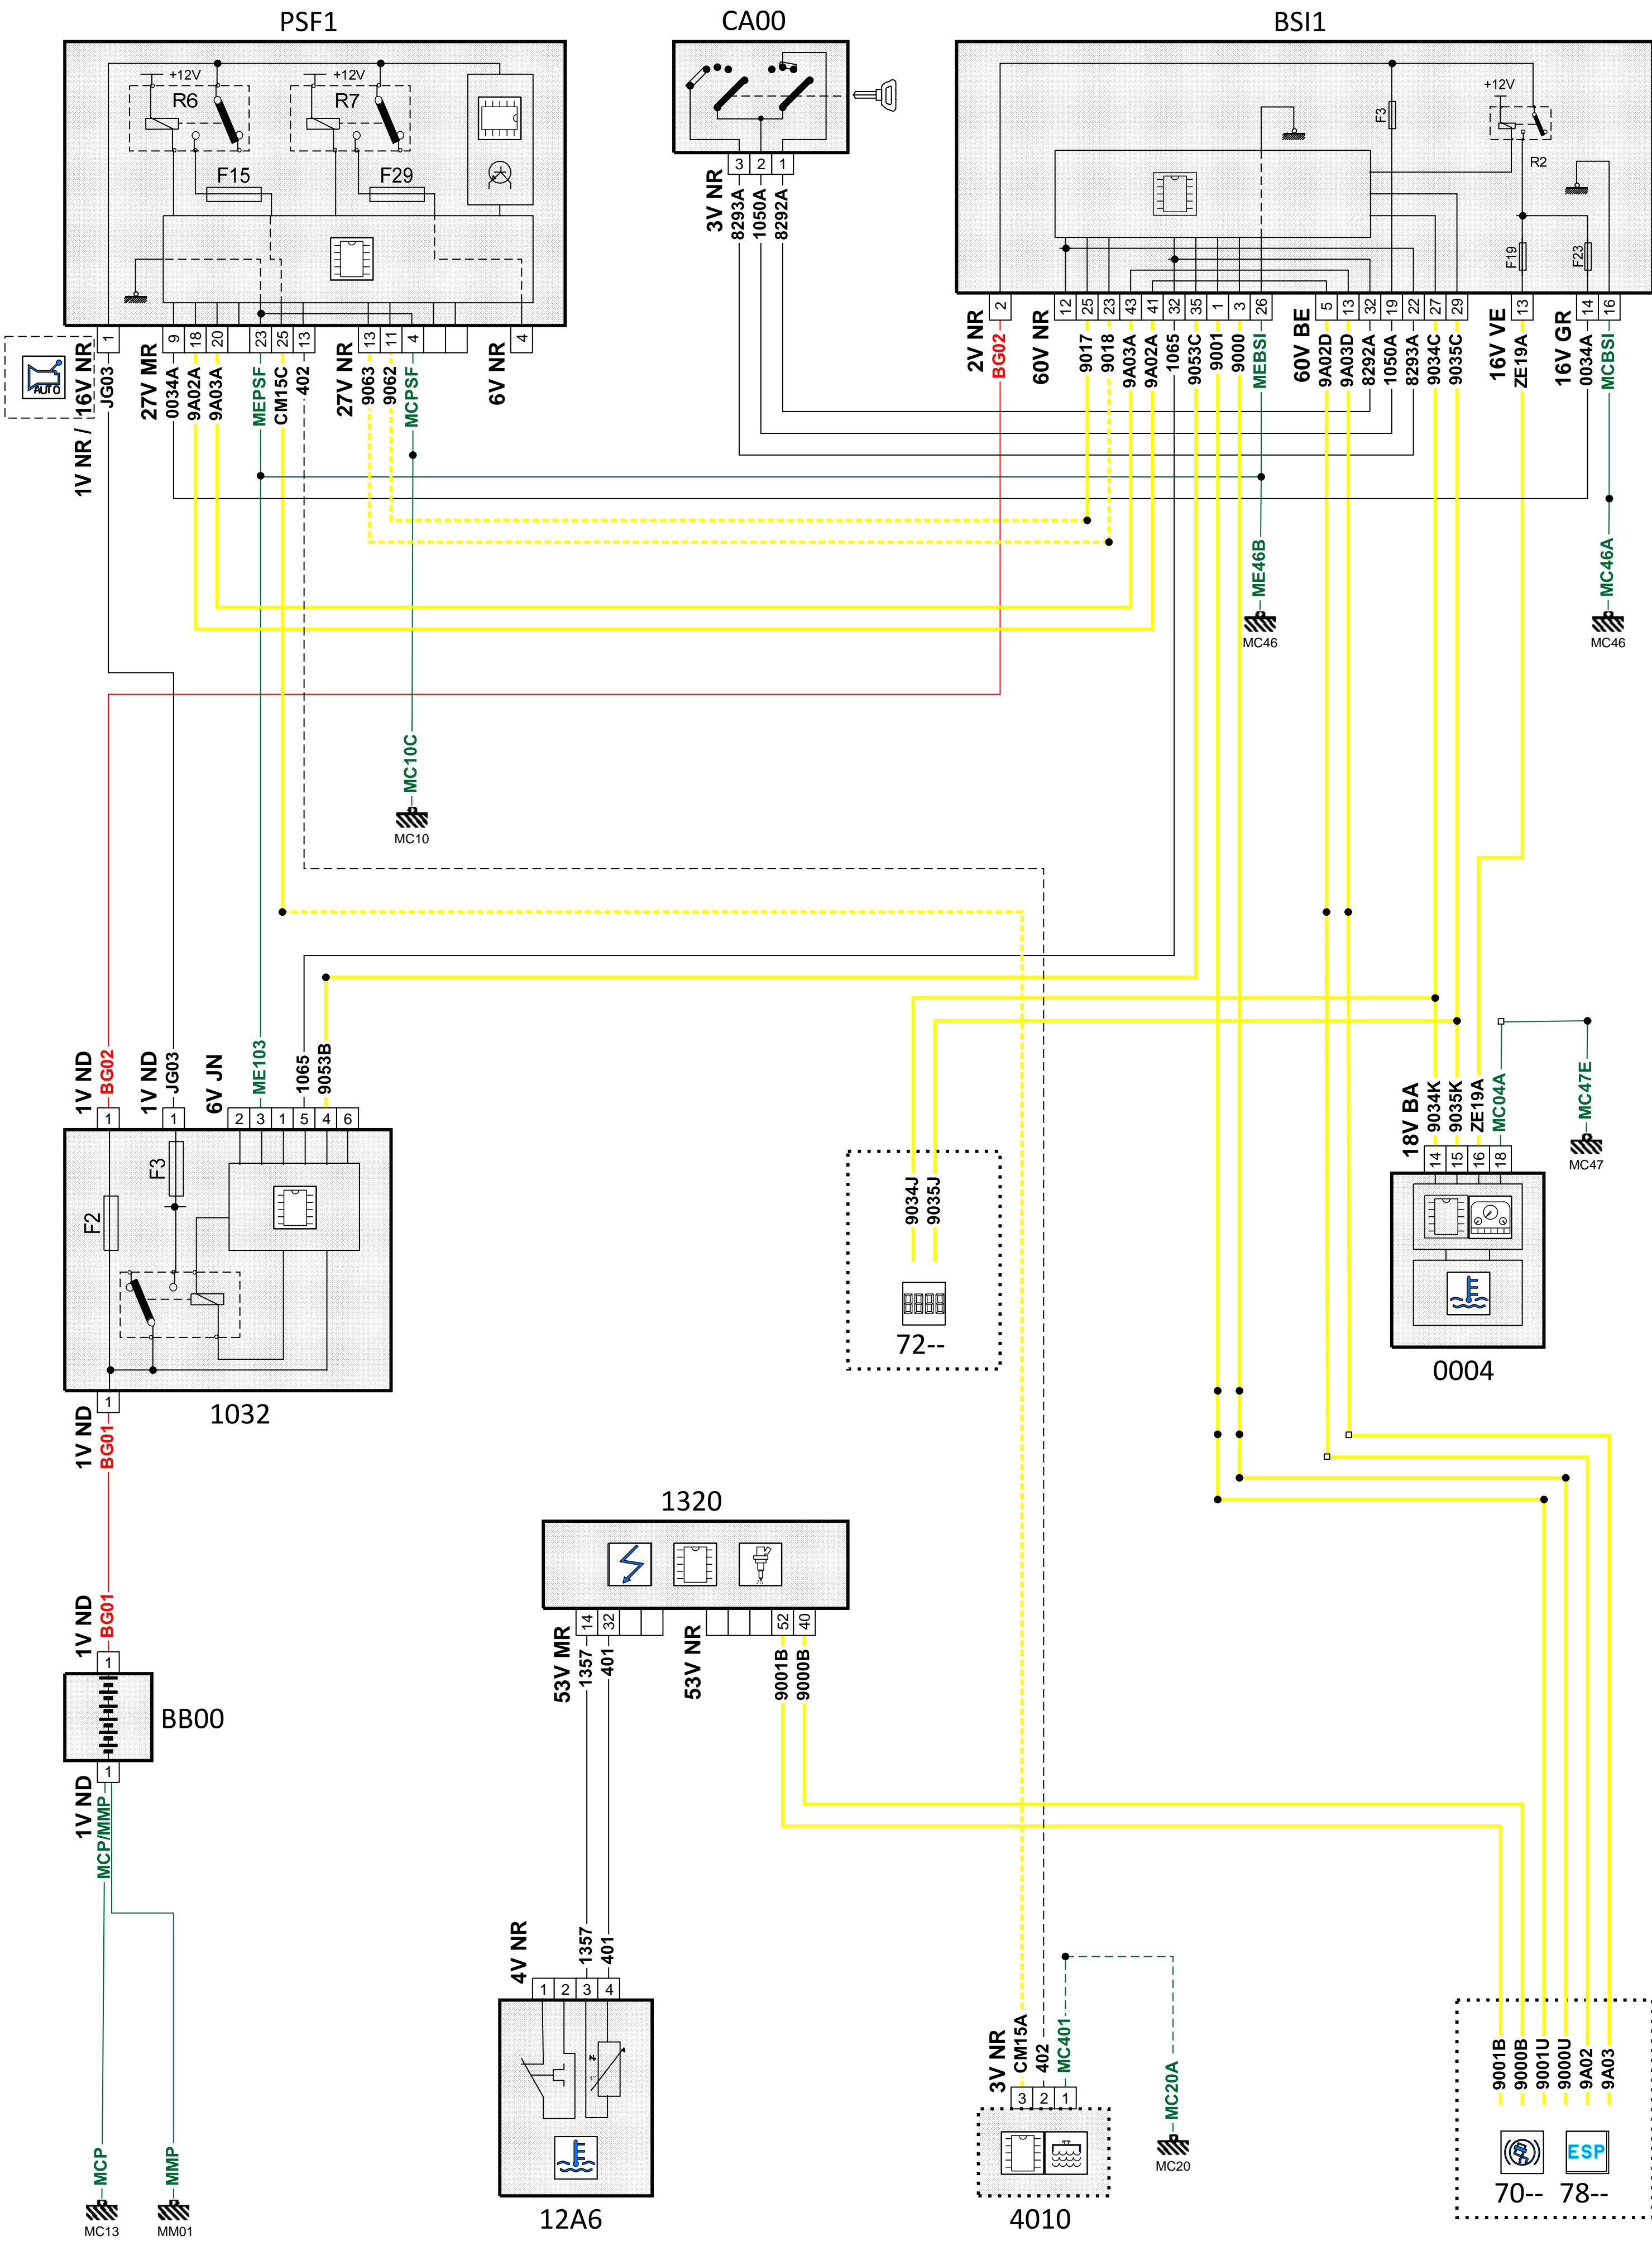 PSF1
CA00
BSI1
+12V
R6
+12V
R7
F15
F29
F3
+12V
R2
F19
F23
AUTO
1V NR / 16V NR
1
JG03
27V MR
9 18 20 23 25 13
0034A
9A02A
9A03A
MEPSF
CM15C
402
27V NR
13 11 4
9063
9062
MCPSF
6V NR
4
3V NR
3 2 1
8293A
1050A
8292A
2V NR
2
BG02
60V NR
12 25 23 43 41 32 35 1 3 26
9017
9018
9A03A
9A02A
1065
9053C
9001
9000
MEBSI
60V BE
5 13 32 19 22 27 29
9A02D
9A03D
8292A
1050A
8293A
9034C
9035C
16V VE
13
ZE19A
16V GR
14 16
0034A
MCBSI
ME46B
MC46
MC46A
MC46
MC10C
MC10
1V ND
BG02
1
1V ND
JG03
1
6V JN
ME103
1065
9053B
2 3 1 5 4 6
F3
F2
1032
1
1V ND
BG01
1V ND
BG01
1
BB00
1
1V ND
MCP/MMP
MCP
MC13
MMP
MM01
9034J
9035J
72--
18V BA
9034K
9035K
ZE19A
MC04A
14 15 16 18
MC47E
MC47
0004
1320
53V MR
14 32
1357
401
53V NR
52 40
9001B
9000B
4V NR
1357
401
1 2 3 4
12A6
3V NR
CM15A
402
MC401
3 2 1
4010
MC20A
MC20
9001B
9000B
9001U
9000U
9A02
9A03
ESP
70-- 78--